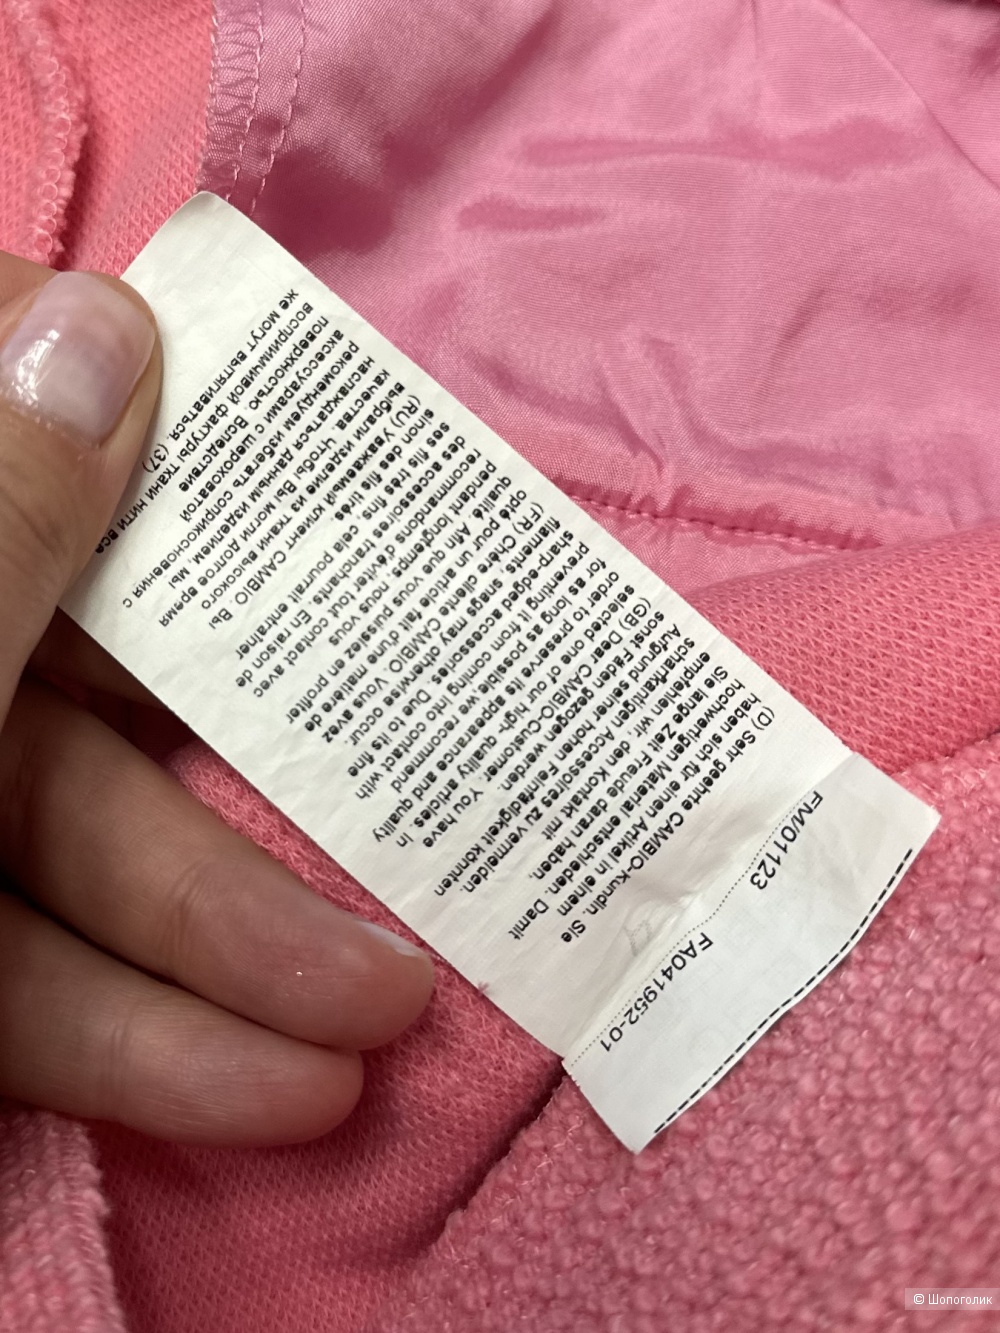 FM/01123
FA041952-01
(D) Sehr geehrte CAMBIO-Kundin. Sie
haben sich für einen Artikel in einem
hochwertigen Material entschieden. Damit
Sie lange Zeit Freude daran haben,
empfehlen wir, den Kontakt mit
scharfkantigen Accessoires zu vermeiden.
Aufgrund seiner hohen Feinfädigkeit könnten
sonst Fäden gezogen werden.
(GB) Dear CAMBIO-Customer. You have
selected one of our high- quality articles. In
order to preserve its appearance and quality
for as long as possible, we recommend
preventing it from coming into contact with
sharp-edged accessories. Due to its fine
filaments, snags may otherwise occur.
(FR) Chère cliente CAMBIO. Vous avez
opté pour un article fait d'une matière de
qualité. Afin que vous puissiez en profiter
pendant longtemps, nous vous
recommandons d'éviter tout contact avec
des accessoires tranchants. En raison de
ses fils très fins, cela pourrait entraîner
sinon des fils tirés.
(RU) Уважаемый клиент CAMBIO. Вы
выбрали изделие из ткани высокого
качества. Чтобы Вы могли долгое время
наслаждаться данным изделием, мы
рекомендуем избегать соприкосновения с
аксессуарами с шероховатой
поверхностью. Вследствие
восприимчивой фактуры ткани нити все
же могут вытягиваться. (37)
© Шопоголик